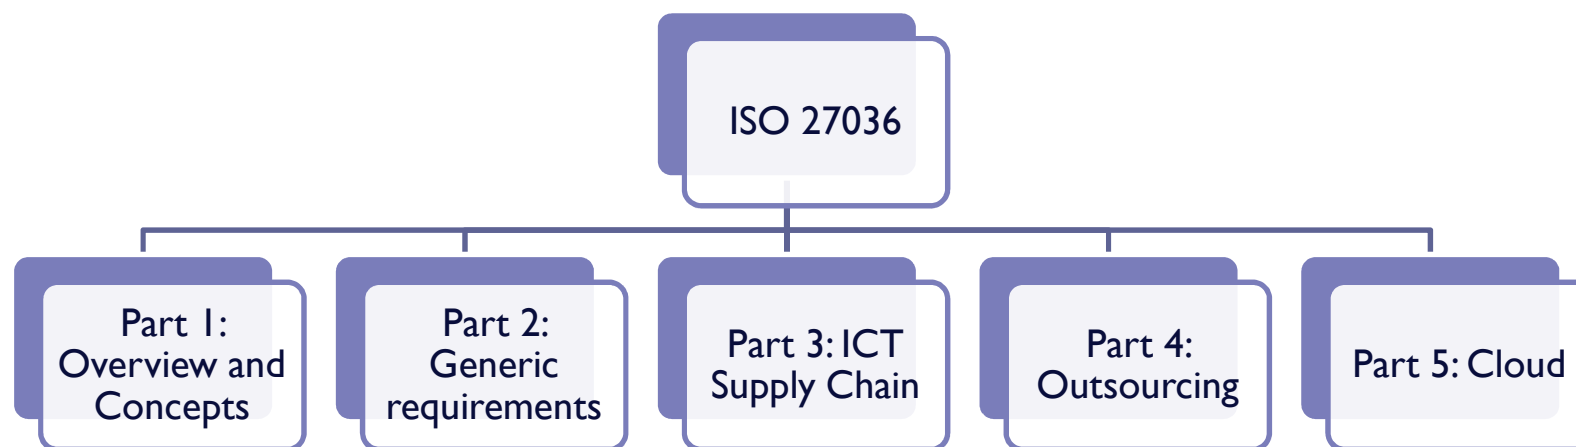 ISO 27036
Part 1:
Overview and
Concepts
Part 2:
Generic
requirements
Part 3: ICT
Supply Chain
Part 4:
Outsourcing
Part 5: Cloud